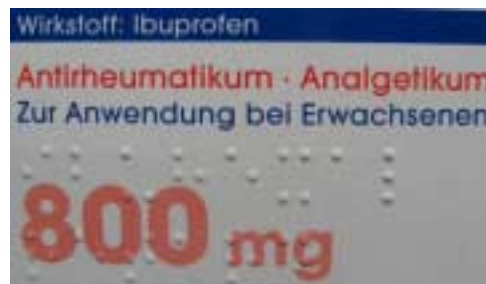 Wirkstoff: Ibuprofen
Antirheumatikum · Analgetikum
Zur Anwendung bei Erwachsenen
800 mg